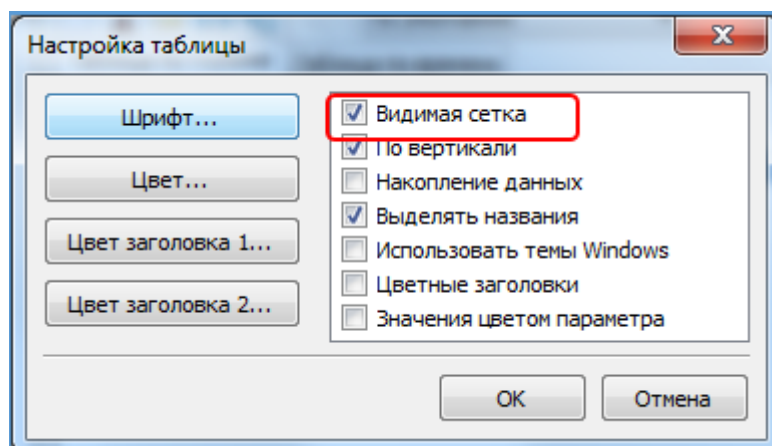 Настройка таблицы
Шрифт...
Цвет...
Цвет заголовка 1...
Цвет заголовка 2...
Видимая сетка
По вертикали
Накопление данных
Выделять названия
Использовать темы Windows
Цветные заголовки
Значения цветом параметра
OK
Отмена